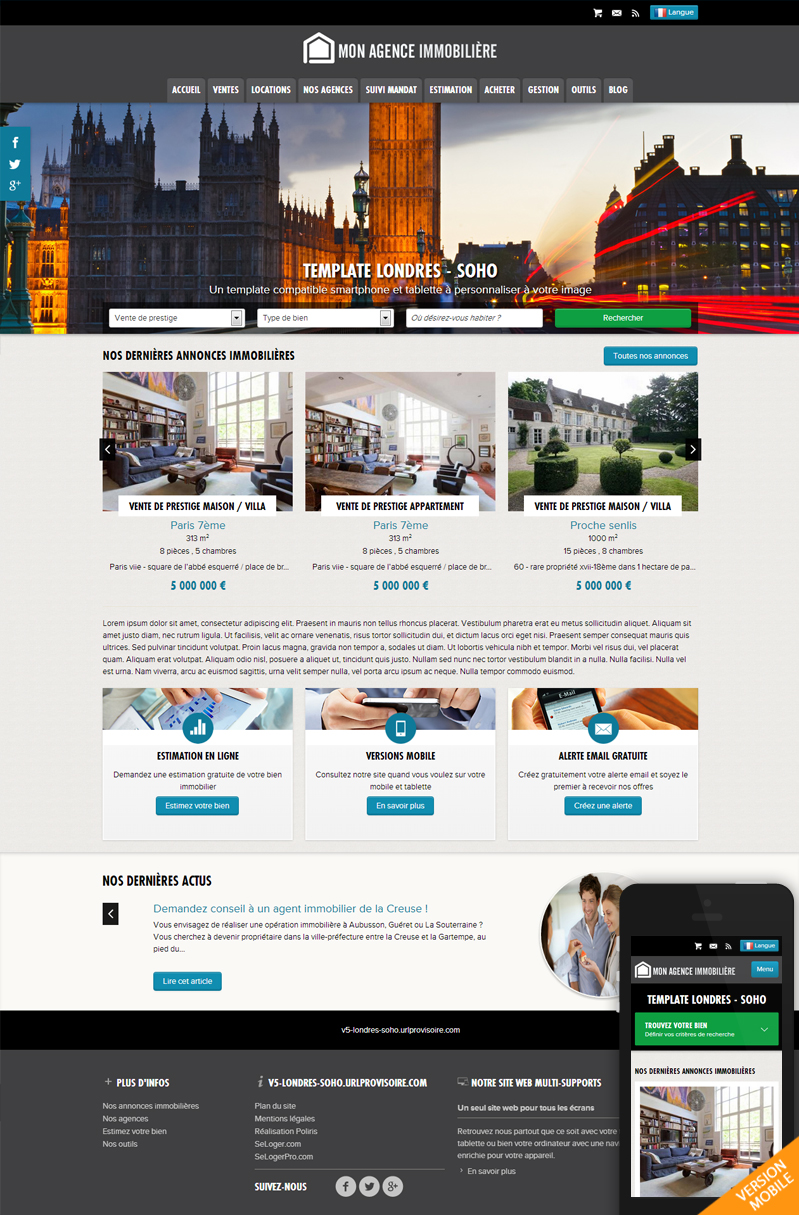 Langue
MON AGENCE IMMOBILIÈRE
ACCUEIL VENTES LOCATIONS NOS AGENCES SUIVI MANDAT ESTIMATION ACHETER GESTION OUTILS BLOG
TEMPLATE LONDRES - SOHO
Un template compatible smartphone et tablette à personnaliser à votre image
Vente de prestige Type de bien Où désirez-vous habiter ? Rechercher
NOS DERNIÈRES ANNONCES IMMOBILIÈRES
Toutes nos annonces
VENTE DE PRESTIGE MAISON / VILLA
Paris 7ème
313 m²
8 pièces , 5 chambres
Paris viie - square de l'abbé esquerré / place de br...
5 000 000 €
VENTE DE PRESTIGE APPARTEMENT
Paris 7ème
313 m²
8 pièces , 5 chambres
Paris viie - square de l'abbé esquerré / place de br...
5 000 000 €
VENTE DE PRESTIGE MAISON / VILLA
Proche senlis
1000 m²
15 pièces , 8 chambres
60 - rare propriété xvii-18ème dans 1 hectare de pa...
5 000 000 €
Lorem ipsum dolor sit amet, consectetur adipiscing elit. Praesent in mauris non tellus rhoncus placerat. Vestibulum pharetra erat eu metus sollicitudin aliquet. Aliquam sit
amet justo diam, nec rutrum ligula. Ut facilisis, velit ac ornare venenatis, risus tortor sollicitudin dui, et dictum lacus orci eget nisi. Praesent semper consequat mauris quis
ultrices. Sed pulvinar tincidunt volutpat. Proin lacus magna, gravida non tempor a, sodales ut diam. Ut lobortis vehicula nibh et tempor. Morbi vel risus dui, vel placerat
quam. Aliquam erat volutpat. Aliquam odio nisl, posuere a aliquet ut, tincidunt quis justo. Nullam sed nunc nec tortor vestibulum blandit in a nulla. Nulla facilisi. Nulla vel
est urna. Nam viverra, arcu ac euismod sagittis, urna velit semper nulla, vel porta arcu ipsum ac neque. Nulla tempor commodo euismod.
ESTIMATION EN LIGNE
Demandez une estimation gratuite de votre bien
immobilier
Estimez votre bien
VERSIONS MOBILE
Consultez notre site quand vous voulez sur votre
mobile et tablette
En savoir plus
E-Mail
ALERTE EMAIL GRATUITE
Créez gratuitement votre alerte email et soyez le
premier à recevoir nos offres
Créez une alerte
NOS DERNIÈRES ACTUS
Demandez conseil à un agent immobilier de la Creuse !
Vous envisagez de réaliser une opération immobilière à Aubusson, Guéret ou La Souterraine ?
Vous cherchez à devenir propriétaire dans la ville-préfecture entre la Creuse et la Gartempe, au
pied du...
Lire cet article
v5-londres-soho.urlprovisoire.com
PLUS D'INFOS
Nos annonces immobilières
Nos agences
Estimez votre bien
Nos outils
V5-LONDRES-SOHO.URLPROVISOIRE.COM
Plan du site
Mentions légales
Réalisation Poliris
SeLoger.com
SeLogerPro.com
SUIVEZ-NOUS
NOTRE SITE WEB MULTI-SUPPORTS
Un seul site web pour tous les écrans
Retrouvez nous partout que ce soit avec votre
tablette ou bien votre ordinateur avec une
enrichie pour votre appareil.
En savoir plus
Langue
MON AGENCE IMMOBILIÈRE
Menu
TEMPLATE LONDRES - SOHO
TROUVEZ VOTRE BIEN
Définir vos critères de recherche
NOS DERNIÈRES ANNONCES IMMOBILIÈRES
VERSION
MOBILE